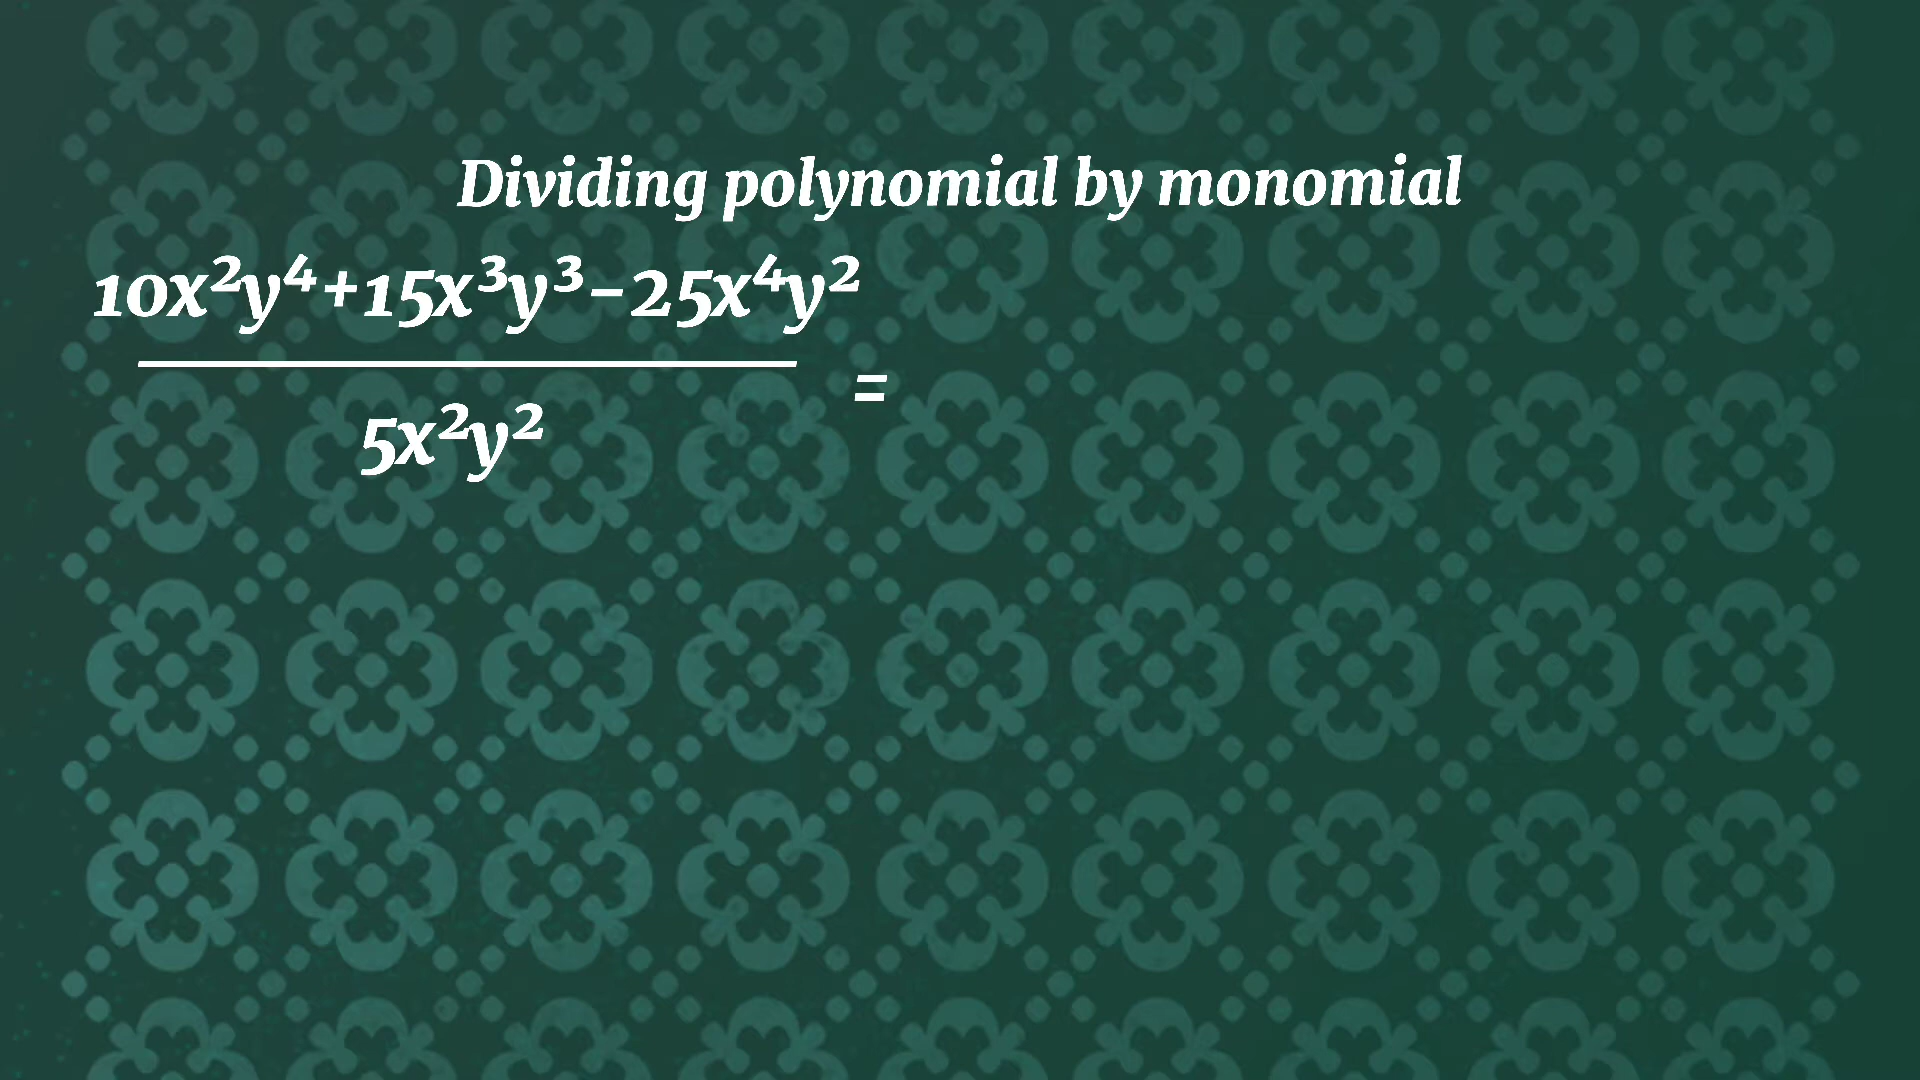 Dividing polynomial by monomial
10x²y⁴+15x³y³–25x⁴y²
=
5x²y²